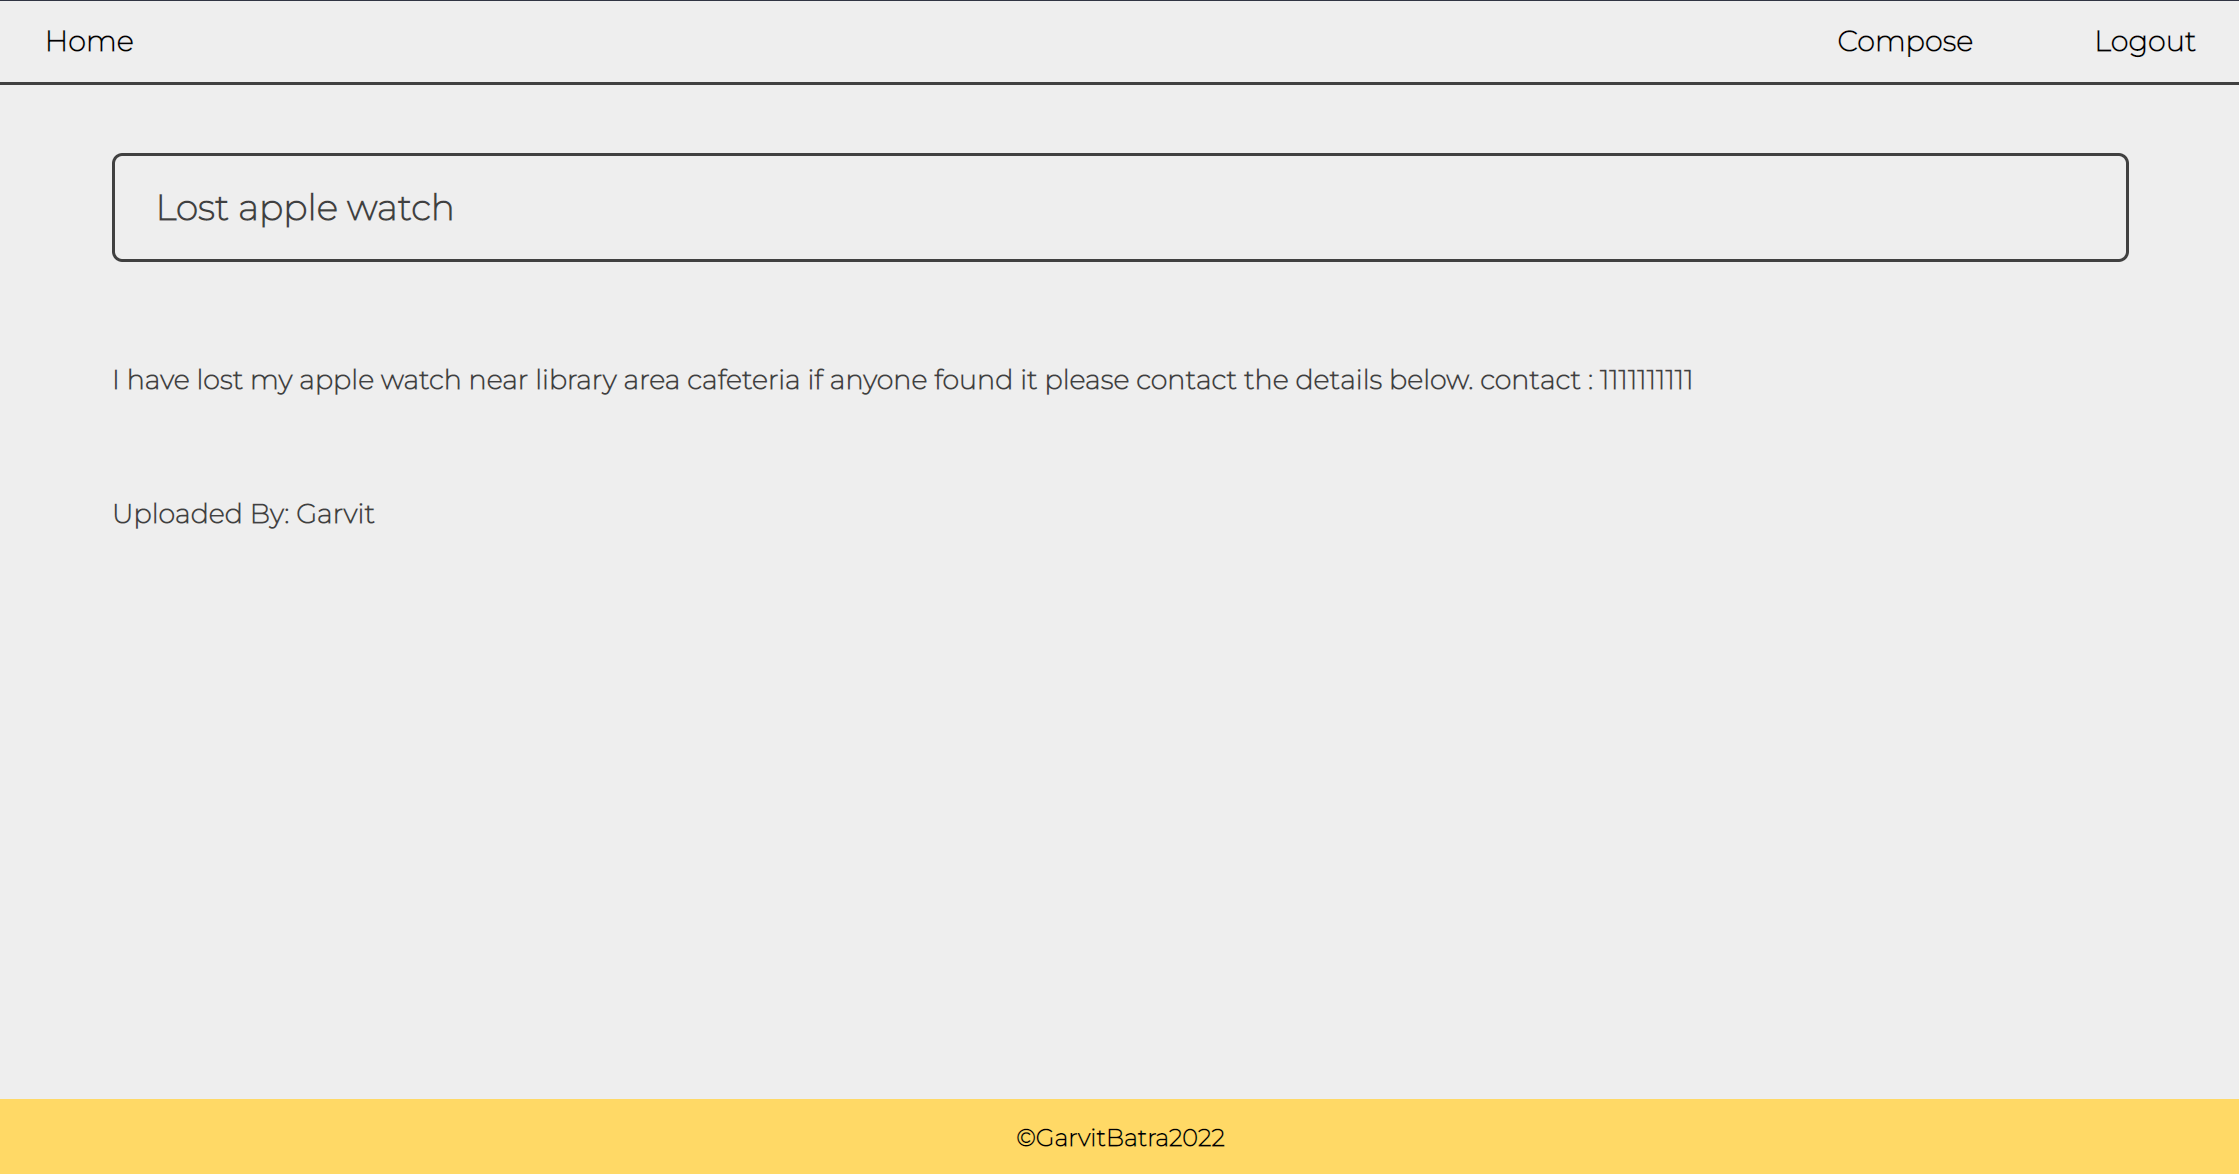 Home Compose Logout
Lost apple watch
I have lost my apple watch near library area cafeteria if anyone found it please contact the details below. contact : 1111111111
Uploaded By: Garvit
©GarvitBatra2022